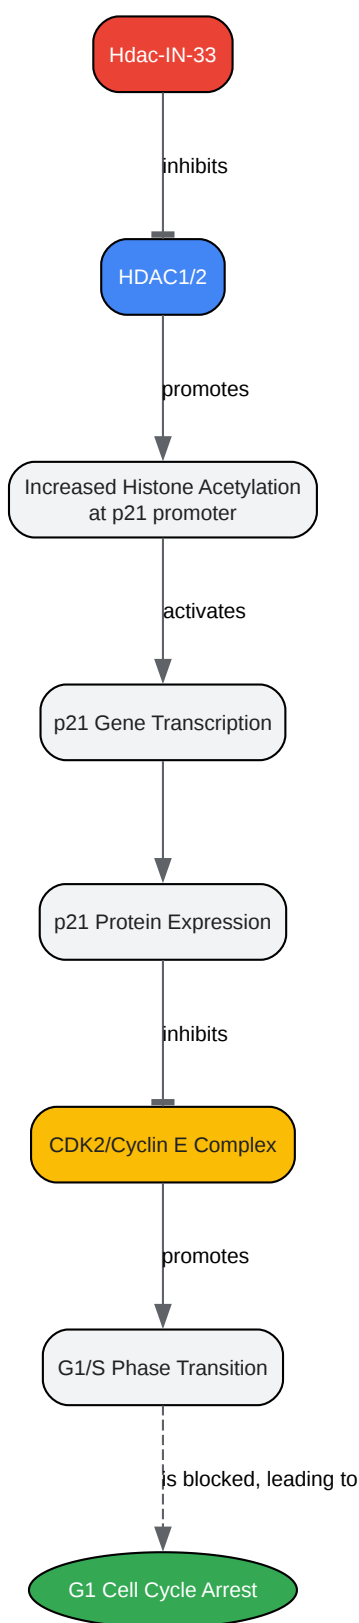 Hdac-IN-33
inhibits
HDAC1/2
promotes
Increased Histone Acetylation
at p21 promoter
activates
p21 Gene Transcription
p21 Protein Expression
inhibits
CDK2/Cyclin E Complex
promotes
G1/S Phase Transition
is blocked, leading to
G1 Cell Cycle Arrest